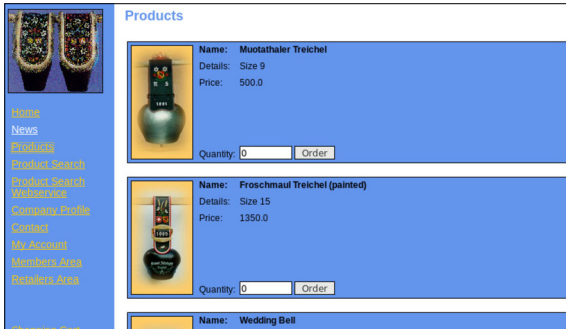 Products
Home
News
Products
Product Search
Product Search
Webservice
Company Profile
Contact
My Account
Members Area
Retailers Area
Shopping Cart
Name: Muotathaler Treichel
Details: Size 9
Price: 500.0
Quantity: 0 Order
Name: Froschmaul Treichel (painted)
Details: Size 15
Price: 1350.0
Quantity: 0 Order
Name: Wedding Bell